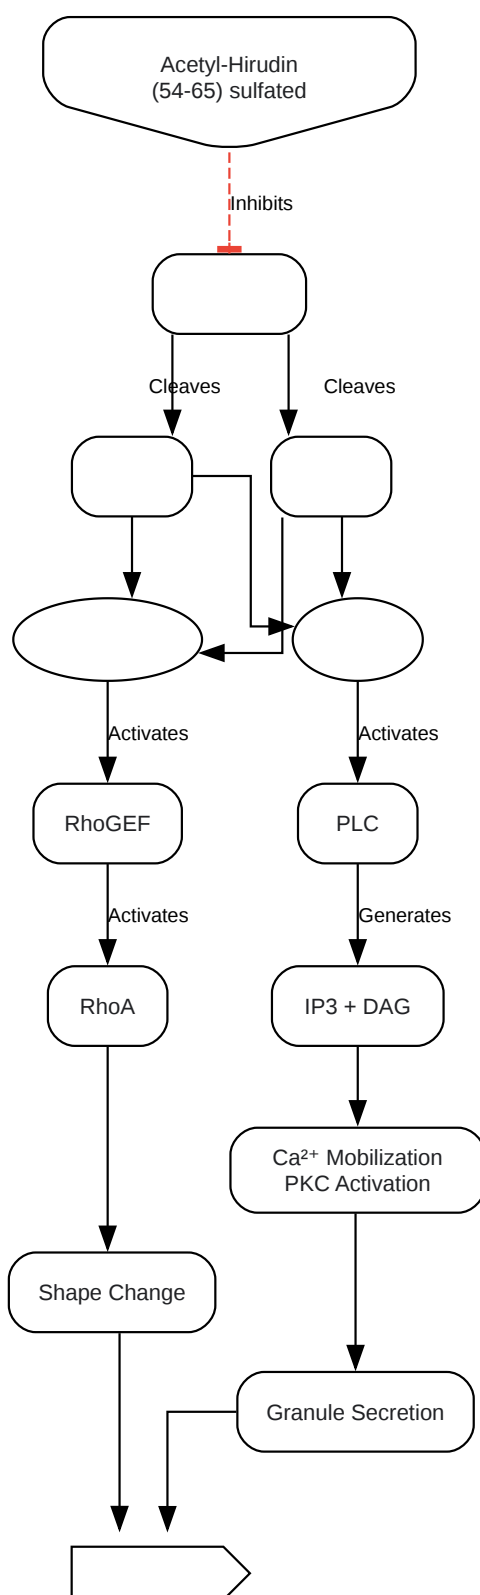 Acetyl-Hirudin
(54-65) sulfated
Inhibits
Cleaves
Cleaves
Activates
Activates
RhoGEF
PLC
Activates
Generates
RhoA
IP3 + DAG
Ca²⁺ Mobilization
PKC Activation
Shape Change
Granule Secretion